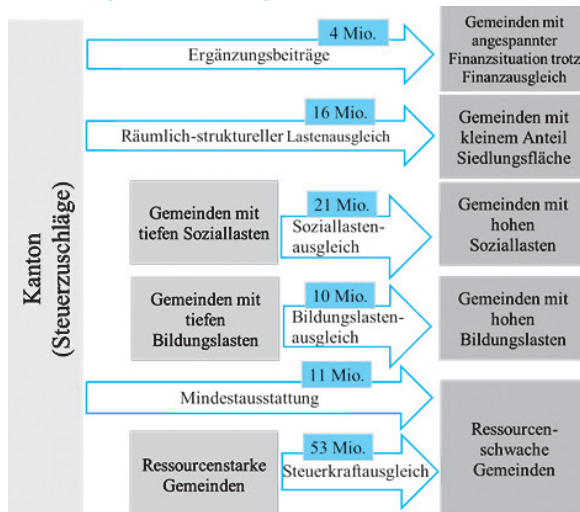 Kanton
(Steuerzuschläge)
4 Mio.
Ergänzungsbeiträge
Gemeinden mit
angespannter
Finanzsituation trotz
Finanzausgleich
16 Mio.
Räumlich-struktureller Lastenausgleich
Gemeinden mit
kleinem Anteil
Siedlungsfläche
Gemeinden mit
tiefen Soziallasten
21 Mio.
Soziallasten-
ausgleich
Gemeinden mit
hohen
Soziallasten
Gemeinden mit
tiefen
Bildungslasten
10 Mio.
Bildungslasten-
ausgleich
Gemeinden mit
hohen
Bildungslasten
11 Mio.
Mindestausstattung
Ressourcenstarke
Gemeinden
53 Mio.
Steuerkraftausgleich
Ressourcen-
schwache
Gemeinden